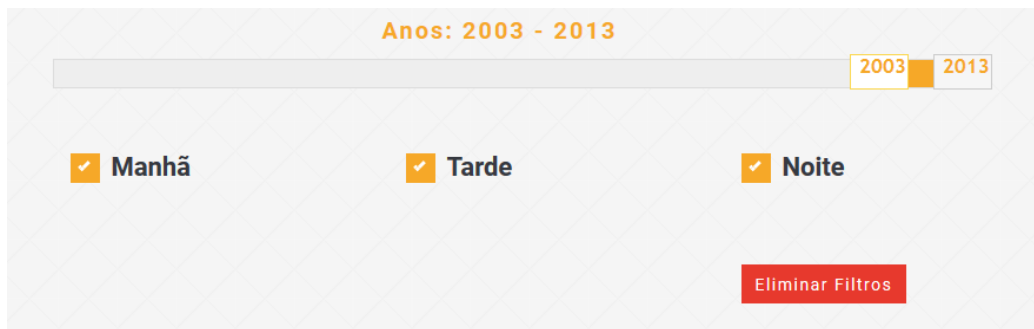 Anos: 2003 - 2013
2003 2013
Manhã Tarde Noite
Eliminar Filtros